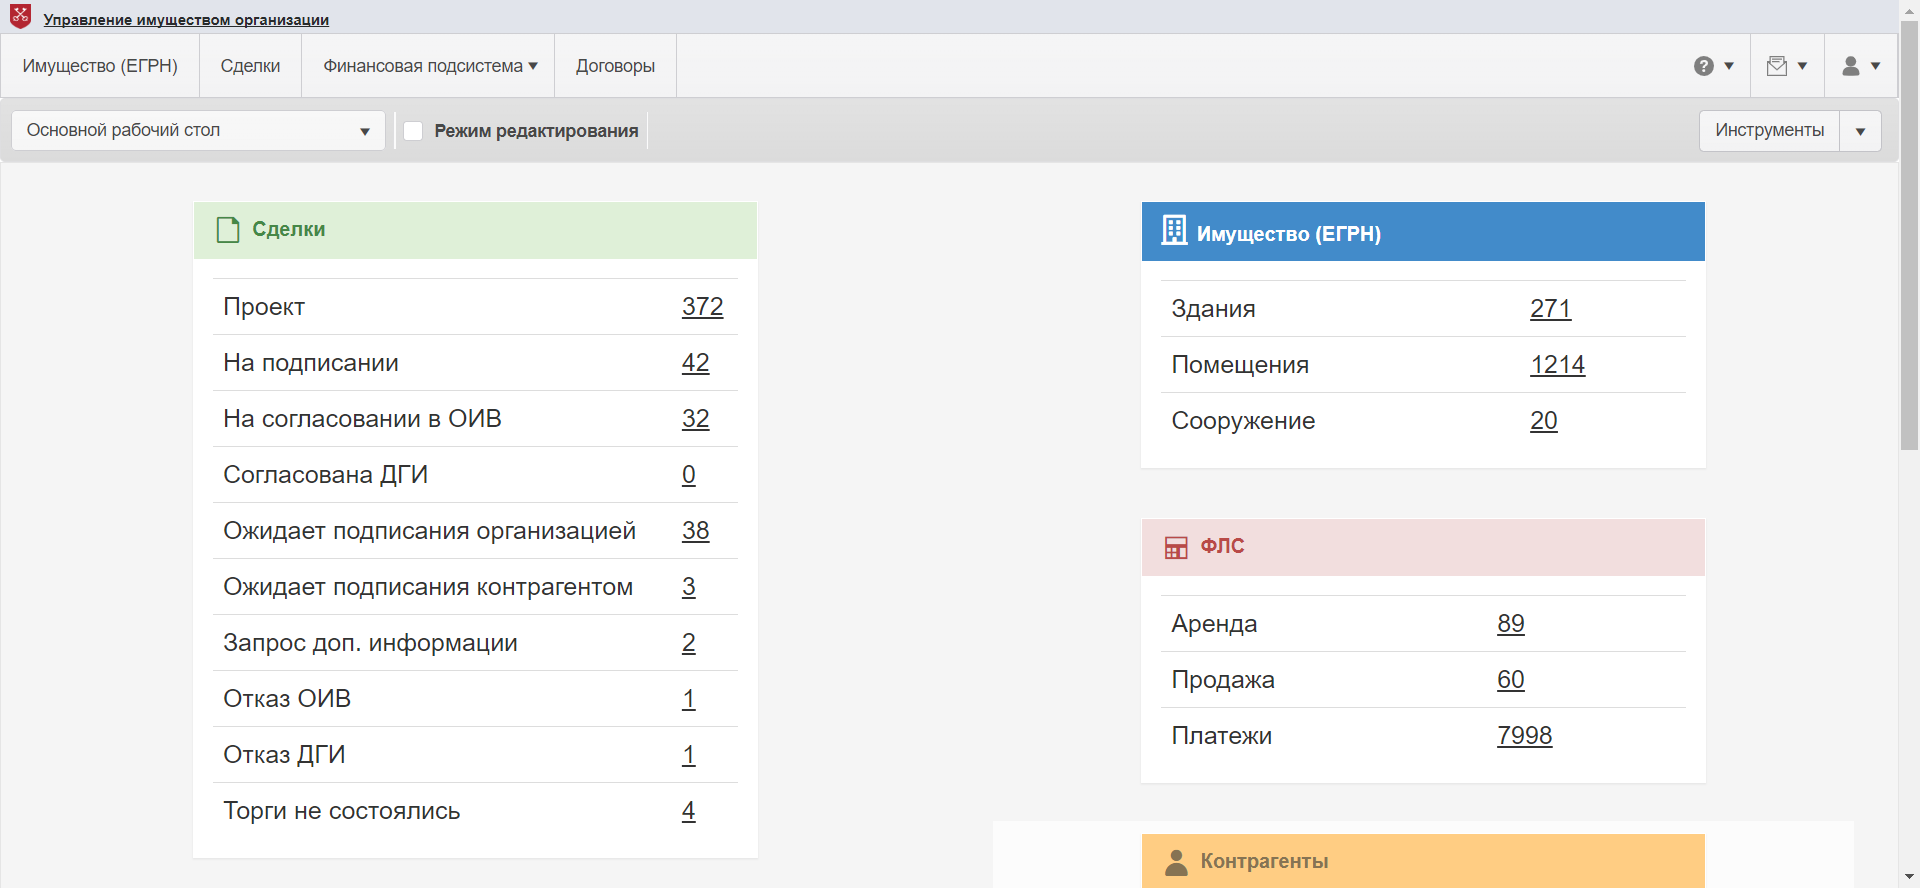 Управление имуществом организации
Имущество (ЕГРН)
Сделки
Финансовая подсистема
Договоры
Основной рабочий стол
Режим редактирования
Инструменты
Сделки
Проект 372
На подписании 42
На согласовании в ОИВ 32
Согласована ДГИ 0
Ожидает подписания организацией 38
Ожидает подписания контрагентом 3
Запрос доп. информации 2
Отказ ОИВ 1
Отказ ДГИ 1
Торги не состоялись 4
Имущество (ЕГРН)
Здания 271
Помещения 1214
Сооружение 20
ФЛС
Аренда 89
Продажа 60
Платежи 7998
Контрагенты